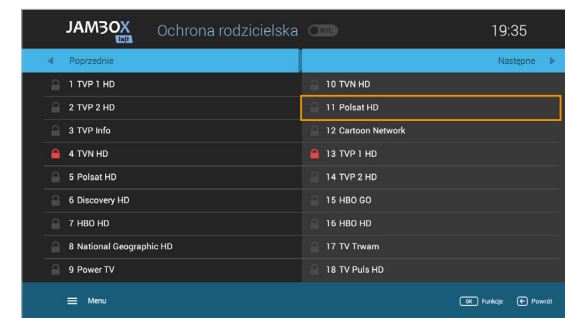 JAMBOX lajt
Ochrona rodzicielska WYŁ. 19:35
Poprzednie Następne
1 TVP 1 HD
2 TVP 2 HD
3 TVP Info
4 TVN HD
5 Polsat HD
6 Discovery HD
7 HBO HD
8 National Geographic HD
9 Power TV
10 TVN HD
11 Polsat HD
12 Cartoon Network
13 TVP 1 HD
14 TVP 2 HD
15 HBO GO
16 HBO HD
17 TV Trwam
18 TV Puls HD
Menu OK Funkcje Powrót